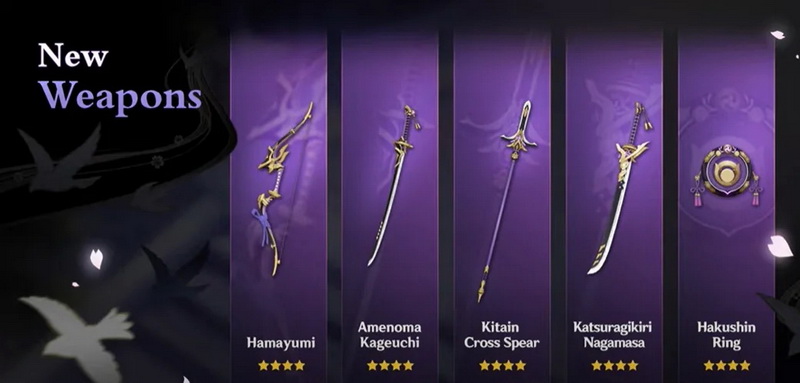 New
Weapons
Hamayumi
Amenoma
Kageuchi
Kitain
Cross Spear
Katsuragikiri
Nagamasa
Hakushin
Ring